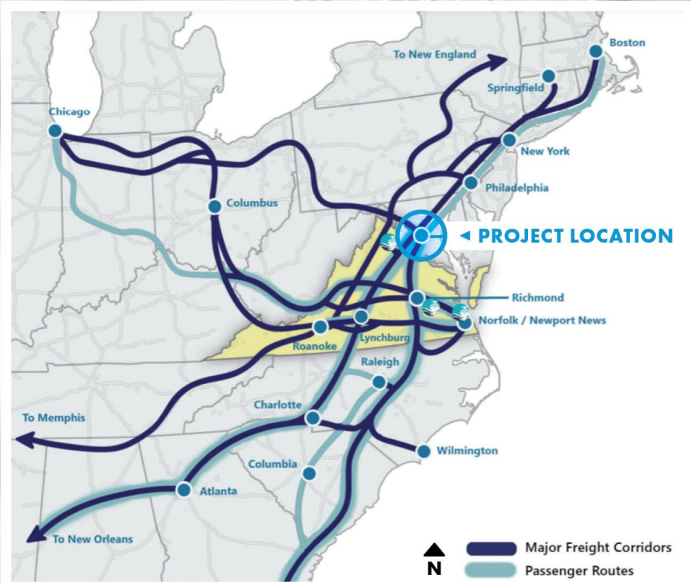 Boston
To New England
Springfield
Chicago
New York
Philadelphia
Columbus
PROJECT LOCATION
Richmond
Norfolk / Newport News
Lynchburg
Roanoke
Raleigh
Charlotte
To Memphis
Wilmington
Columbia
Atlanta
To New Orleans
N
Major Freight Corridors
Passenger Routes